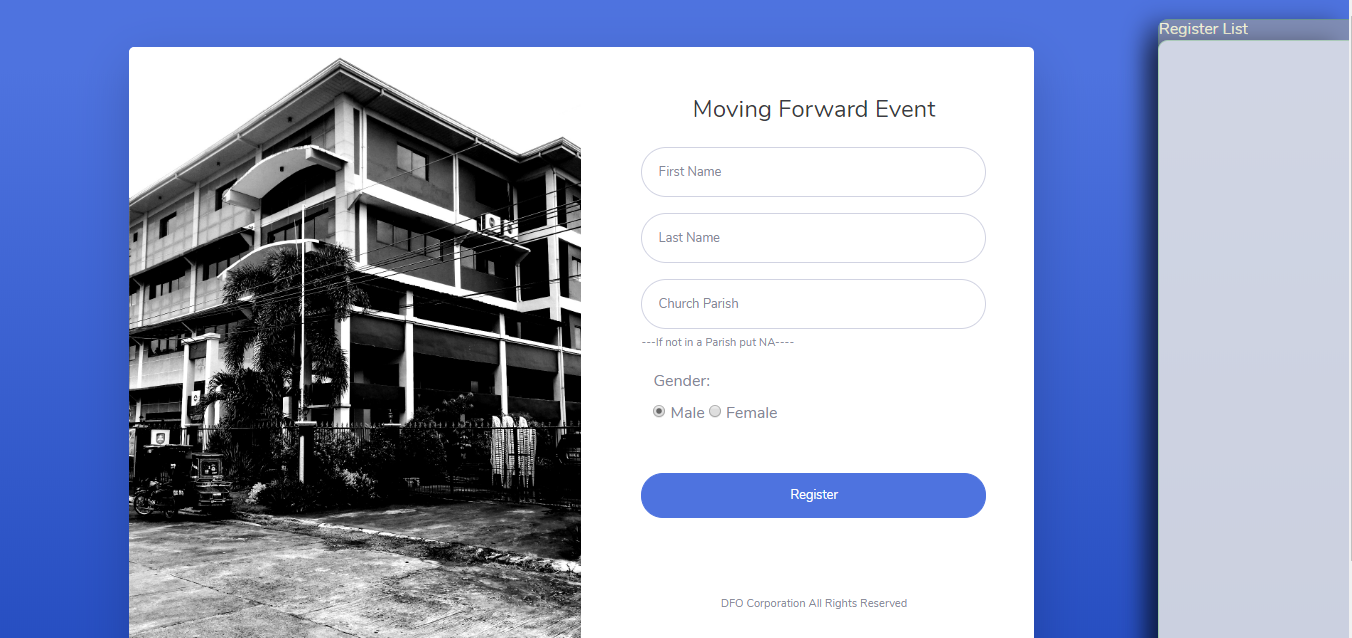 Register List
Moving Forward Event
First Name
Last Name
Church Parish
---If not in a Parish put NA----
Gender:
Male Female
Register
DFO Corporation All Rights Reserved